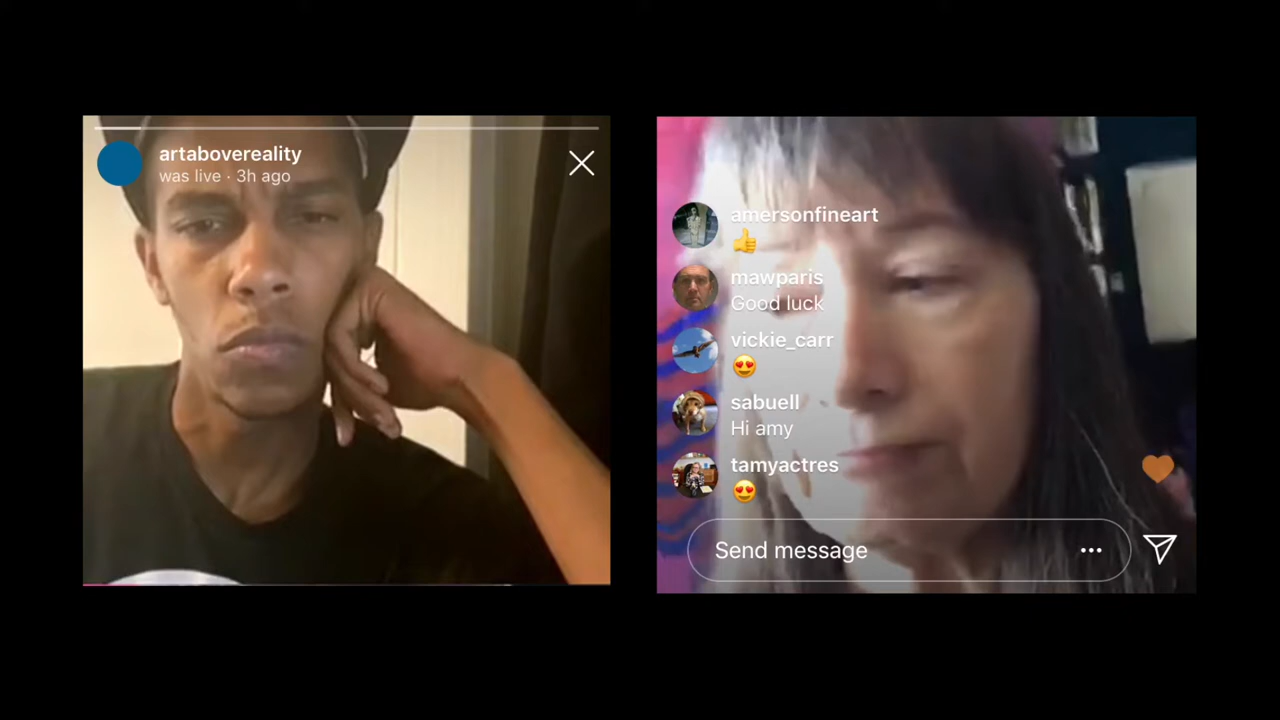 artabovereality
was live · 3h ago
amersonfineart
👍
mawparis
Good luck
vickie_carr
😍
sabuell
Hi amy
tamyactres
😍
Send message